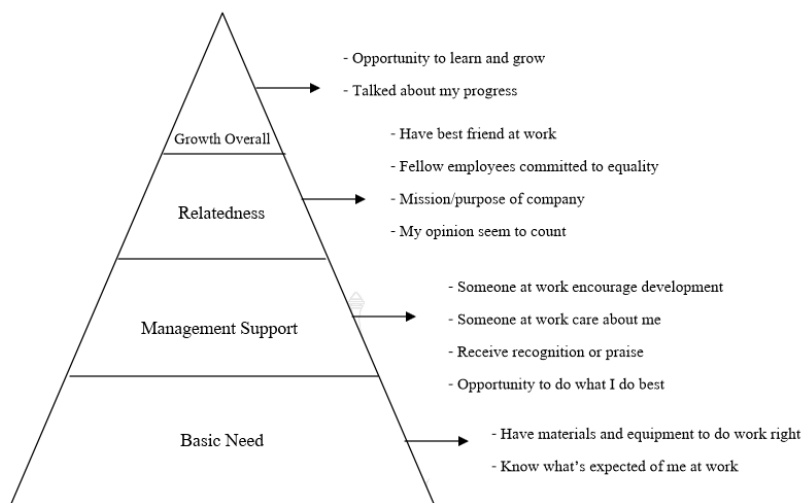 - Opportunity to learn and grow
- Talked about my progress
Growth Overall
- Have best friend at work
- Fellow employees committed to equality
- Mission/purpose of company
- My opinion seem to count
Relatedness
- Someone at work encourage development
- Someone at work care about me
- Receive recognition or praise
- Opportunity to do what I do best
Management Support
- Have materials and equipment to do work right
- Know what's expected of me at work
Basic Need